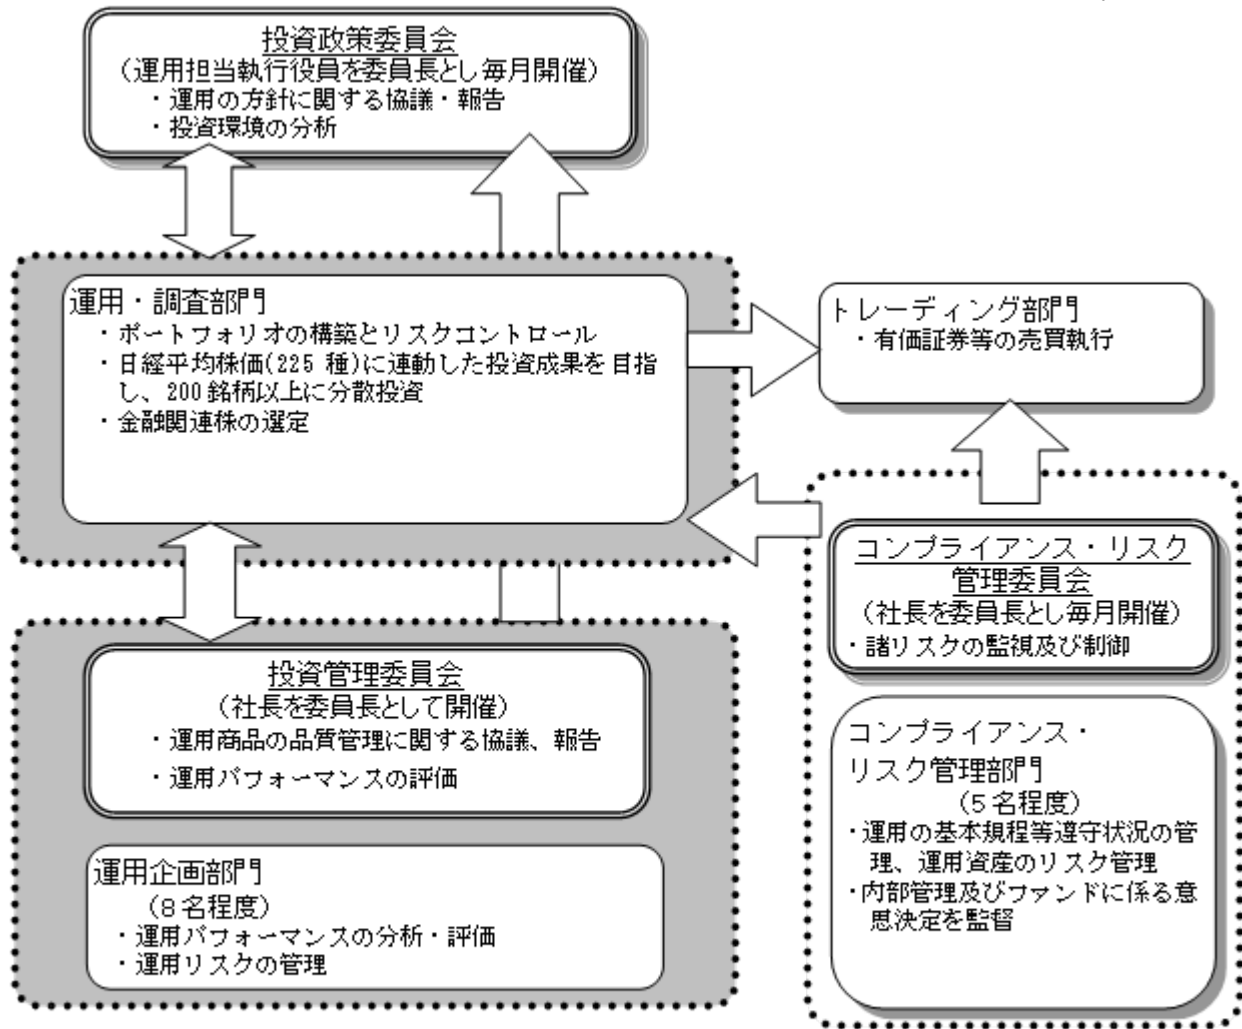 投資政策委員会
(運用担当執行役員を委員長とし毎月開催)
・運用の方針に関する協議・報告
・投資環境の分析
運用・調査部門
・ポートフォリオの構築とリスクコントロール
・日経平均株価(225 種)に連動した投資成果を目指
し、200 銘柄以上に分散投資
・金融関連株の選定
トレーディング部門
・有価証券等の売買執行
コンプライアンス・リスク
管理委員会
(社長を委員長とし毎月開催)
・諸リスクの監視及び制御
投資管理委員会
(社長を委員長として開催)
・運用商品の品質管理に関する協議、報告
・運用パフォーマンスの評価
コンプライアンス・
リスク管理部門
(5名程度)
・運用の基本規程等遵守状況の管
理、運用資産のリスク管理
・内部管理及びファンドに係る意
思決定を監督
運用企画部門
(8名程度)
・運用パフォーマンスの分析・評価
・運用リスクの管理